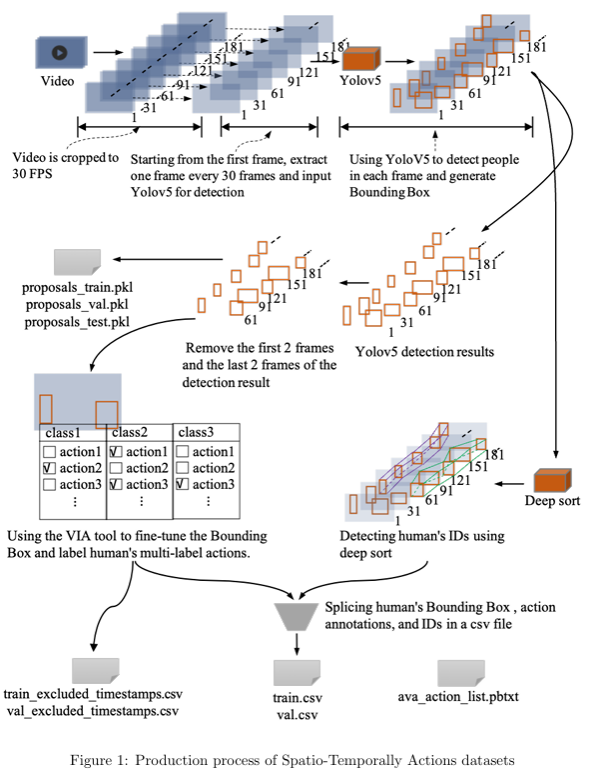 Video
1
31
61
91
121
151
181
1
31
61
91
121
151
181
Yolov5
1
31
61
91
121
151
181
Video is cropped to
30 FPS
Starting from the first frame, extract
one frame every 30 frames and input
Yolov5 for detection
Using YoloV5 to detect people
in each frame and generate
Bounding Box
proposals_train.pkl
proposals_val.pkl
proposals_test.pkl
61
91
121
151
181
Remove the first 2 frames
and the last 2 frames of the
detection result
1
31
61
91
121
151
181
Yolov5 detection results
class1 class2 class3
action1 action1 action1
action2 action2 action2
action3 action3 action3
⋮ ⋮ ⋮
Using the VIA tool to fine-tune the Bounding
Box and label human's multi-label actions.
1
31
61
91
121
151
181
Detecting human's IDs using
deep sort
Deep sort
Splicing human's Bounding Box , action
annotations, and IDs in a csv file
train_excluded_timestamps.csv
val_excluded_timestamps.csv
train.csv
val.csv
ava_action_list.pbtxt
Figure 1: Production process of Spatio-Temporally Actions datasets